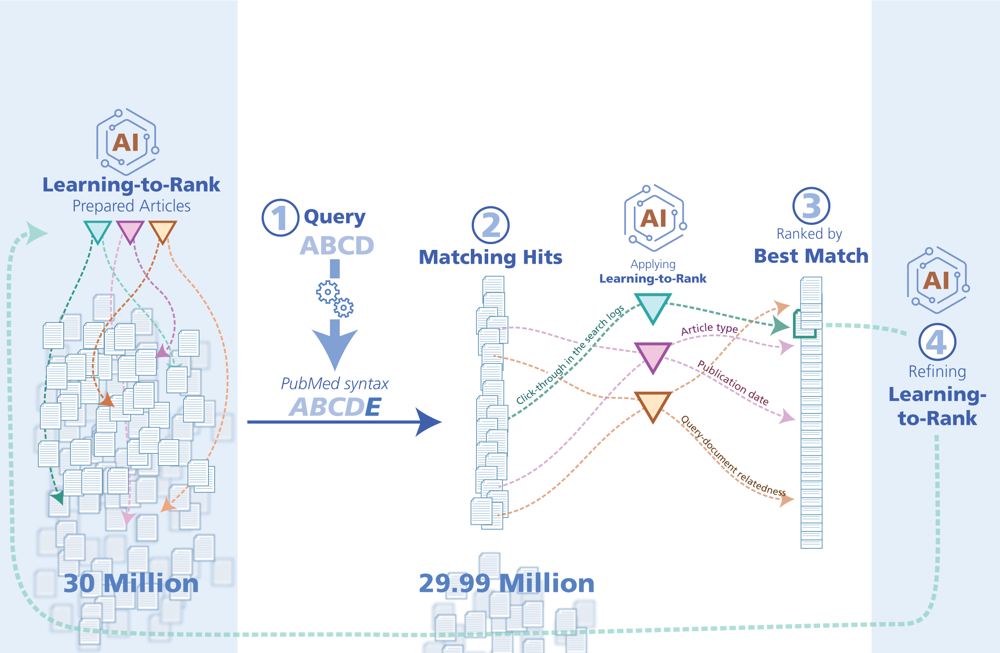 AI
Learning-to-Rank
Prepared Articles
30 Million
1 Query
ABCD
PubMed syntax
ABCDE
2
Matching Hits
29.99 Million
AI
Applying
Learning-to-Rank
Click-through in the search logs
Article type
Publication date
Query-document relatedness
3
Ranked by
Best Match
AI
4
Refining
Learning-
to-Rank